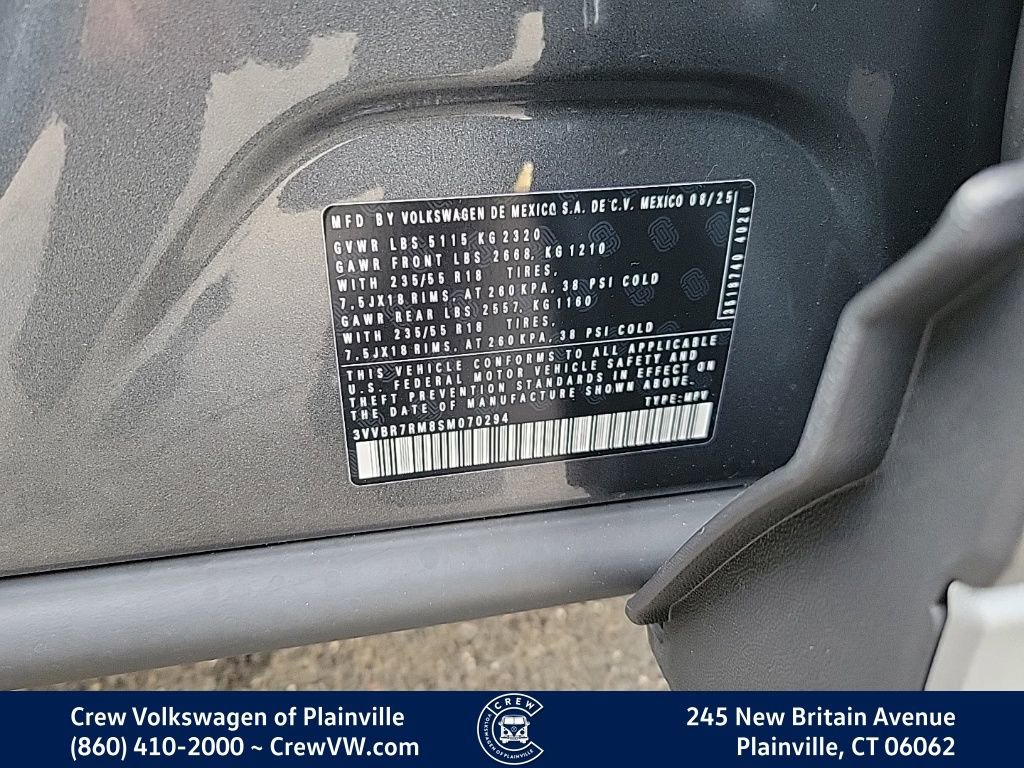 MFD BY VOLKSWAGEN DE MEXICO S.A. DE C.V. MEXICO 08/25
GVWR LBS 5115 KG 2320
GAWR FRONT LBS 2668, KG 1210
WITH 235/55 R18 TIRES,
7.5JX18 RIMS, AT 260 KPA, 38 PSI COLD
GAWR REAR LBS 2557, KG 1160
WITH 235/55 R18 TIRES,
7.5JX18 RIMS, AT 260 KPA, 38 PSI COLD
THIS VEHICLE CONFORMS TO ALL APPLICABLE
U.S. FEDERAL MOTOR VEHICLE SAFETY AND
THEFT PREVENTION STANDARDS IN EFFECT ON
THE DATE OF MANUFACTURE SHOWN ABOVE.
TYPE: MPV
3VVBR7RM8SM070294
Crew Volkswagen of Plainville
(860) 410-2000 ~ CrewVW.com
CREW
VOLKSWAGEN OF PLAINVILLE
245 New Britain Avenue
Plainville, CT 06062